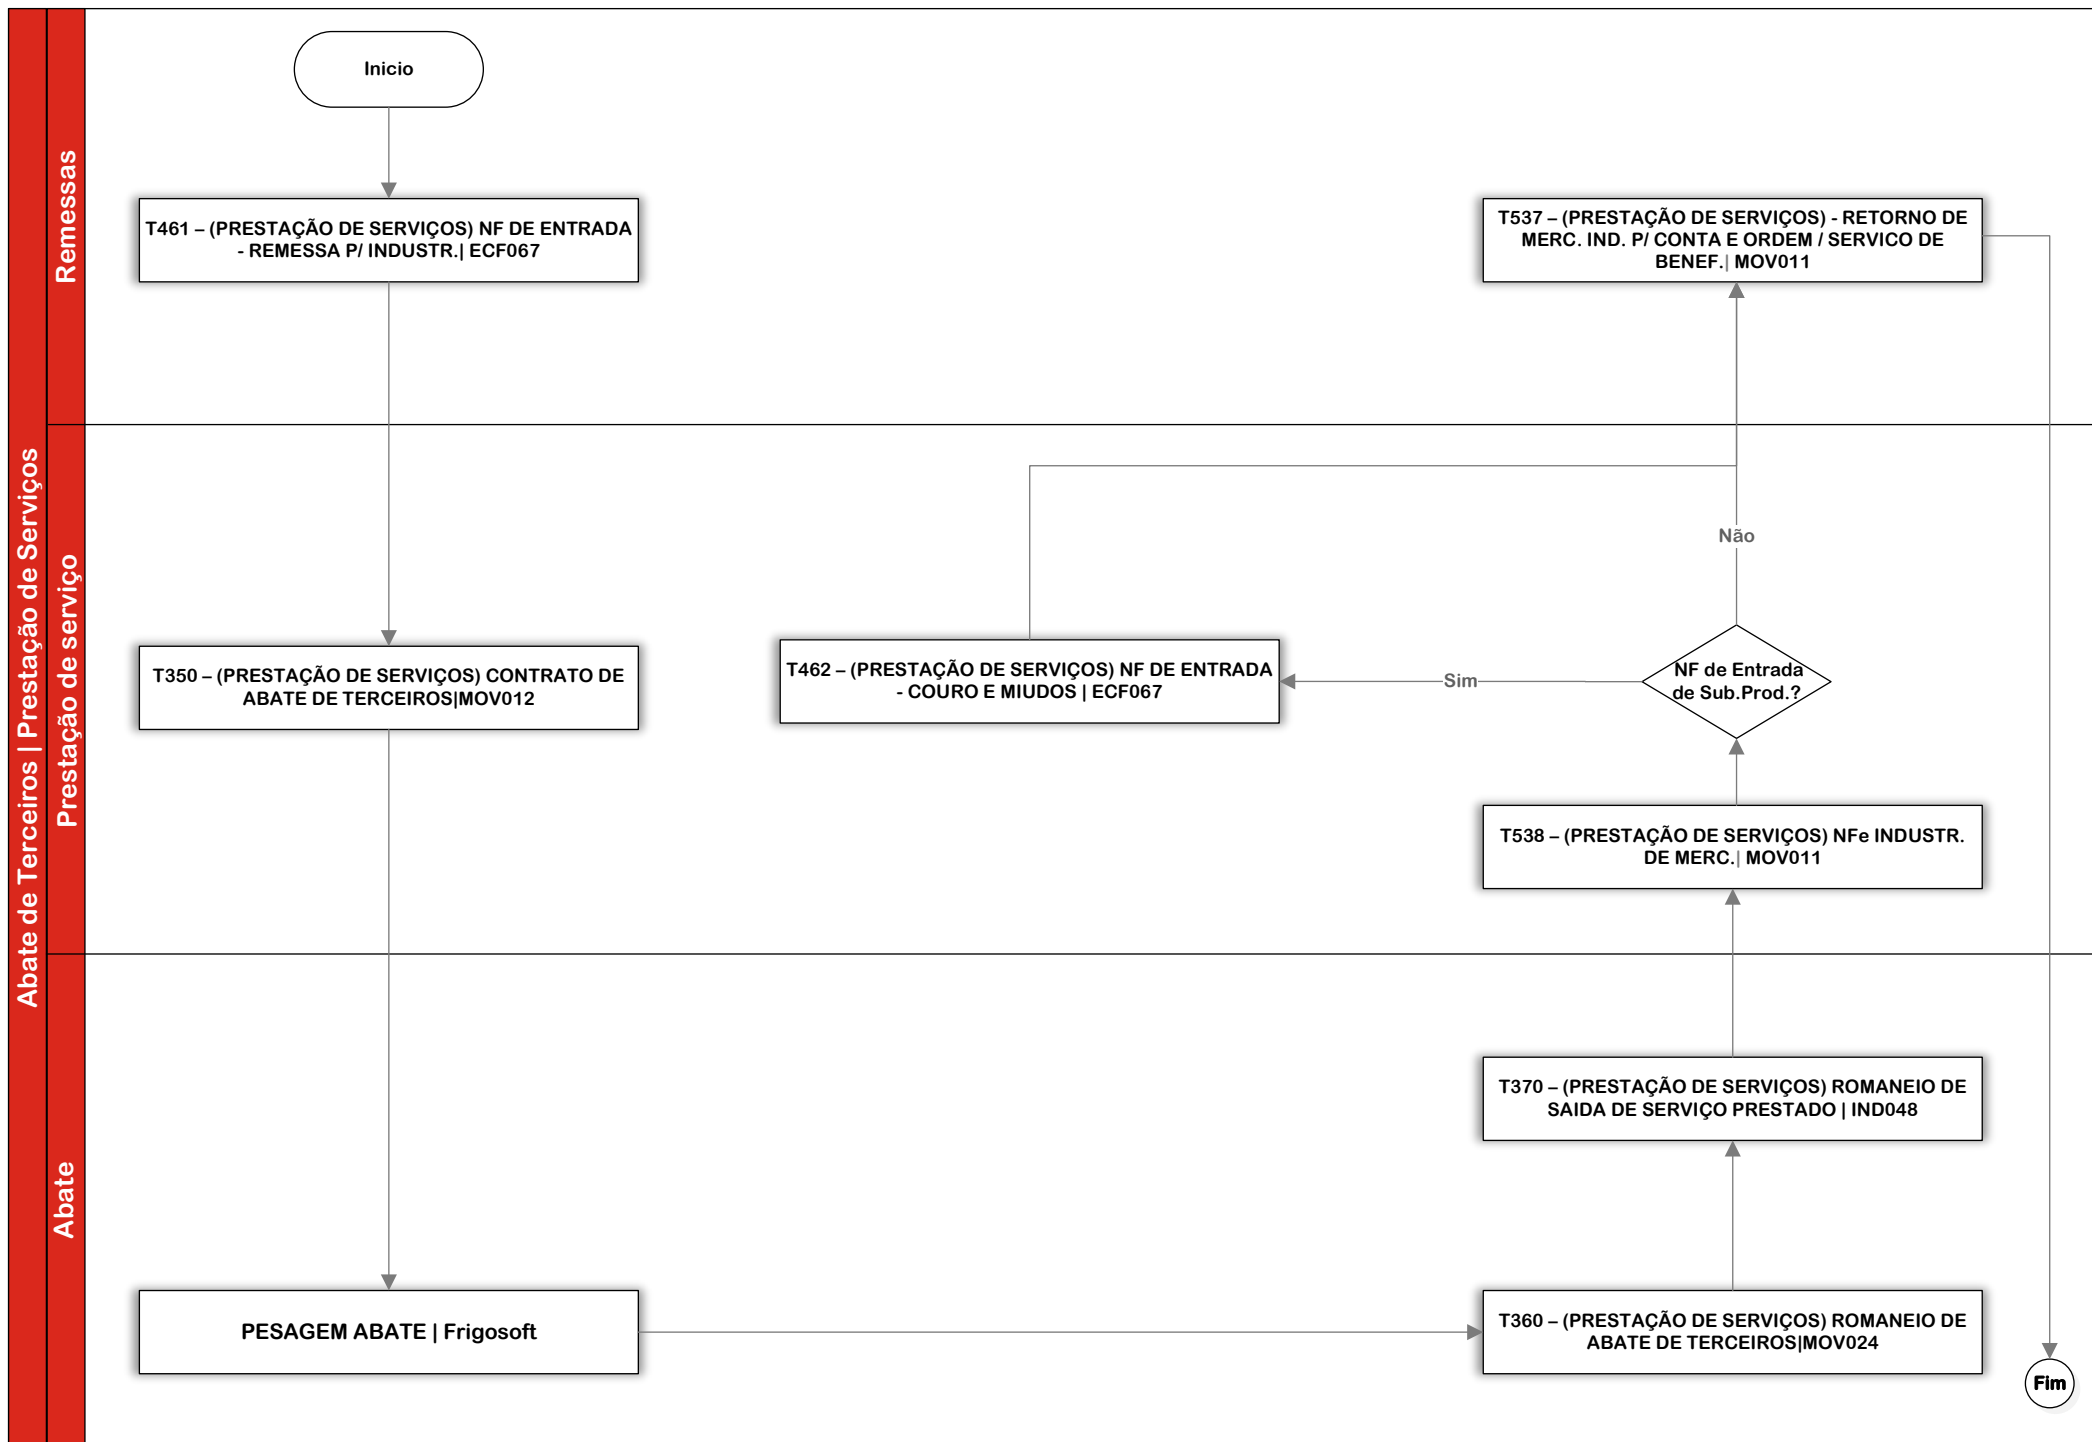 Abate de Terceiros | Prestação de Serviços
Remessas
Inicio
T461 – (PRESTAÇÃO DE SERVIÇOS) NF DE ENTRADA
- REMESSA P/ INDUSTR.| ECF067
T537 – (PRESTAÇÃO DE SERVIÇOS) - RETORNO DE
MERC. IND. P/ CONTA E ORDEM / SERVICO DE
BENEF.| MOV011
Prestação de serviço
Não
T350 – (PRESTAÇÃO DE SERVIÇOS) CONTRATO DE
ABATE DE TERCEIROS|MOV012
T462 – (PRESTAÇÃO DE SERVIÇOS) NF DE ENTRADA
- COURO E MIUDOS | ECF067
Sim
NF de Entrada
de Sub.Prod.?
T538 – (PRESTAÇÃO DE SERVIÇOS) NFe INDUSTR.
DE MERC.| MOV011
Abate
T370 – (PRESTAÇÃO DE SERVIÇOS) ROMANEIO DE
SAIDA DE SERVIÇO PRESTADO | IND048
PESAGEM ABATE | Frigosoft
T360 – (PRESTAÇÃO DE SERVIÇOS) ROMANEIO DE
ABATE DE TERCEIROS|MOV024
Fim